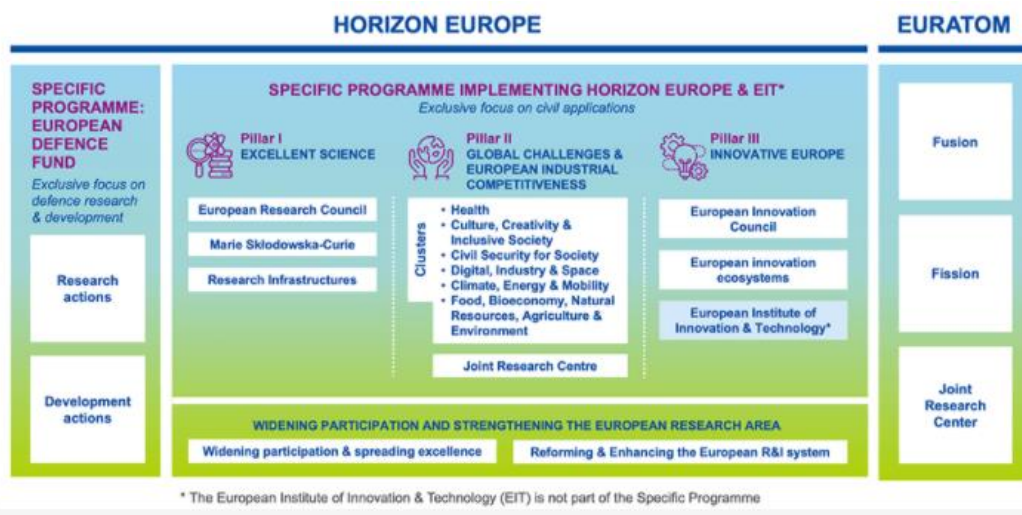 HORIZON EUROPE
EURATOM
SPECIFIC
PROGRAMME:
EUROPEAN
DEFENCE
FUND
Exclusive focus on
defence research
& development
Research
actions
Development
actions
SPECIFIC PROGRAMME IMPLEMENTING HORIZON EUROPE & EIT*
Exclusive focus on civil applications
Pillar I
EXCELLENT SCIENCE
European Research Council
Marie Skłodowska-Curie
Research Infrastructures
Pillar II
GLOBAL CHALLENGES &
EUROPEAN INDUSTRIAL
COMPETITIVENESS
Clusters
• Health
• Culture, Creativity &
Inclusive Society
• Civil Security for Society
• Digital, Industry & Space
• Climate, Energy & Mobility
• Food, Bioeconomy, Natural
Resources, Agriculture &
Environment
Joint Research Centre
Pillar III
INNOVATIVE EUROPE
European Innovation
Council
European innovation
ecosystems
European Institute of
Innovation & Technology*
WIDENING PARTICIPATION AND STRENGTHENING THE EUROPEAN RESEARCH AREA
Widening participation & spreading excellence
Reforming & Enhancing the European R&I system
Fusion
Fission
Joint
Research
Center
* The European Institute of Innovation & Technology (EIT) is not part of the Specific Programme